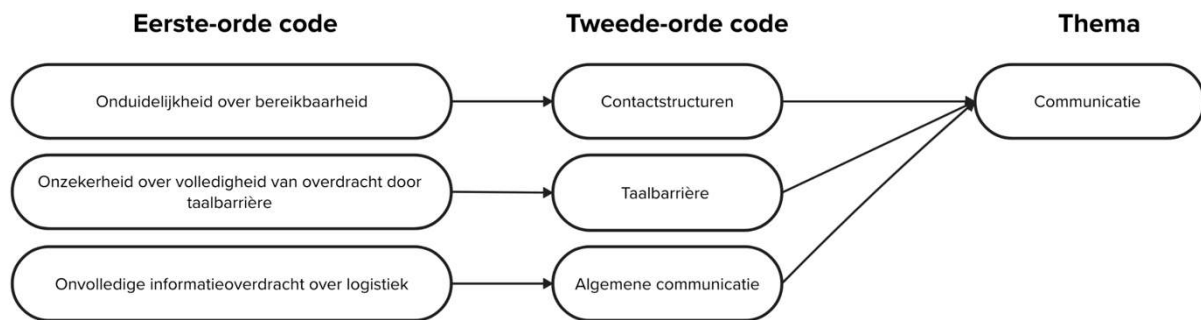 Eerste-orde code
Tweede-orde code
Thema
Onduidelijkheid over bereikbaarheid
Contactstructuren
Communicatie
Onzekerheid over volledigheid van overdracht door
taalbarrière
Taalbarrière
Onvolledige informatieoverdracht over logistiek
Algemene communicatie